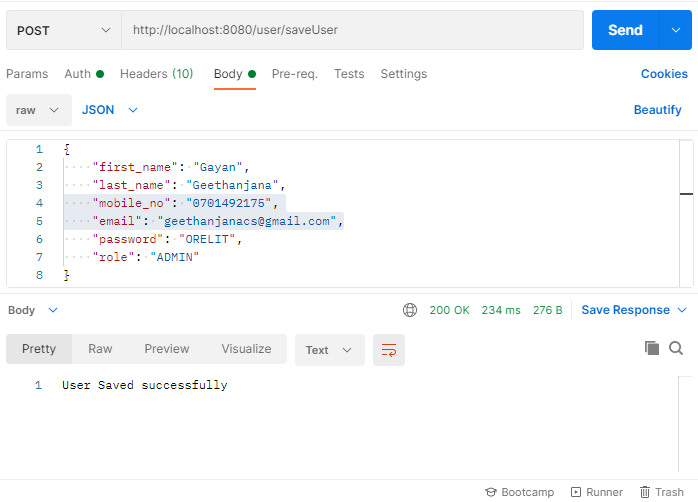 POST http://localhost:8080/user/saveUser Send
Params Auth Headers (10) Body Pre-req. Tests Settings Cookies
raw JSON Beautify
1 {
2 "first_name": "Gayan",
3 "last_name": "Geethanjana",
4 "mobile_no": "0701492175",
5 "email": "geethanjanacs@gmail.com",
6 "password": "ORELIT",
7 "role": "ADMIN"
8 }
Body 200 OK 234 ms 276 B Save Response
Pretty Raw Preview Visualize Text
1 User Saved successfully
Bootcamp Runner Trash